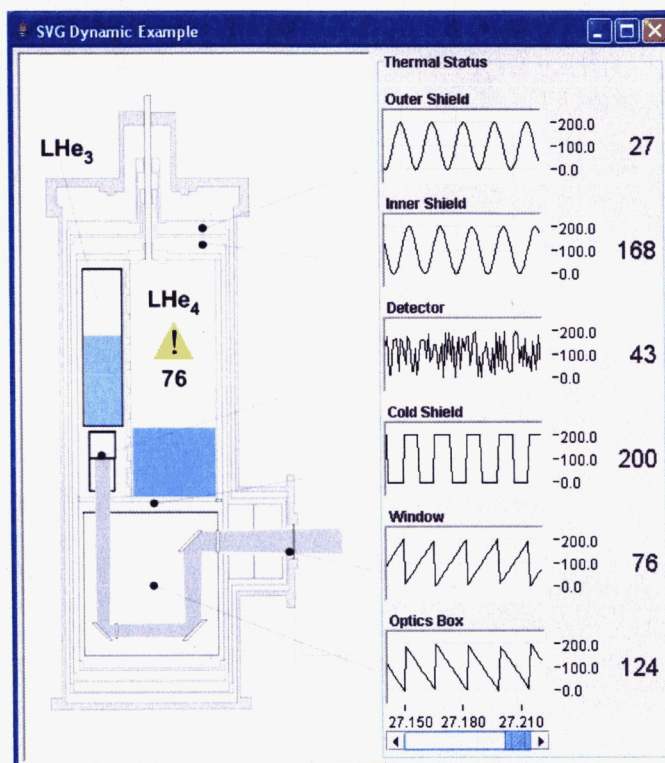 SVG Dynamic Example
LHe3
LHe4
!
76
Thermal Status
Outer Shield
200.0
100.0
0.0
27
Inner Shield
200.0
100.0
0.0
168
Detector
200.0
100.0
0.0
43
Cold Shield
200.0
100.0
0.0
200
Window
200.0
100.0
0.0
76
Optics Box
200.0
100.0
0.0
124
27.150 27.180 27.210